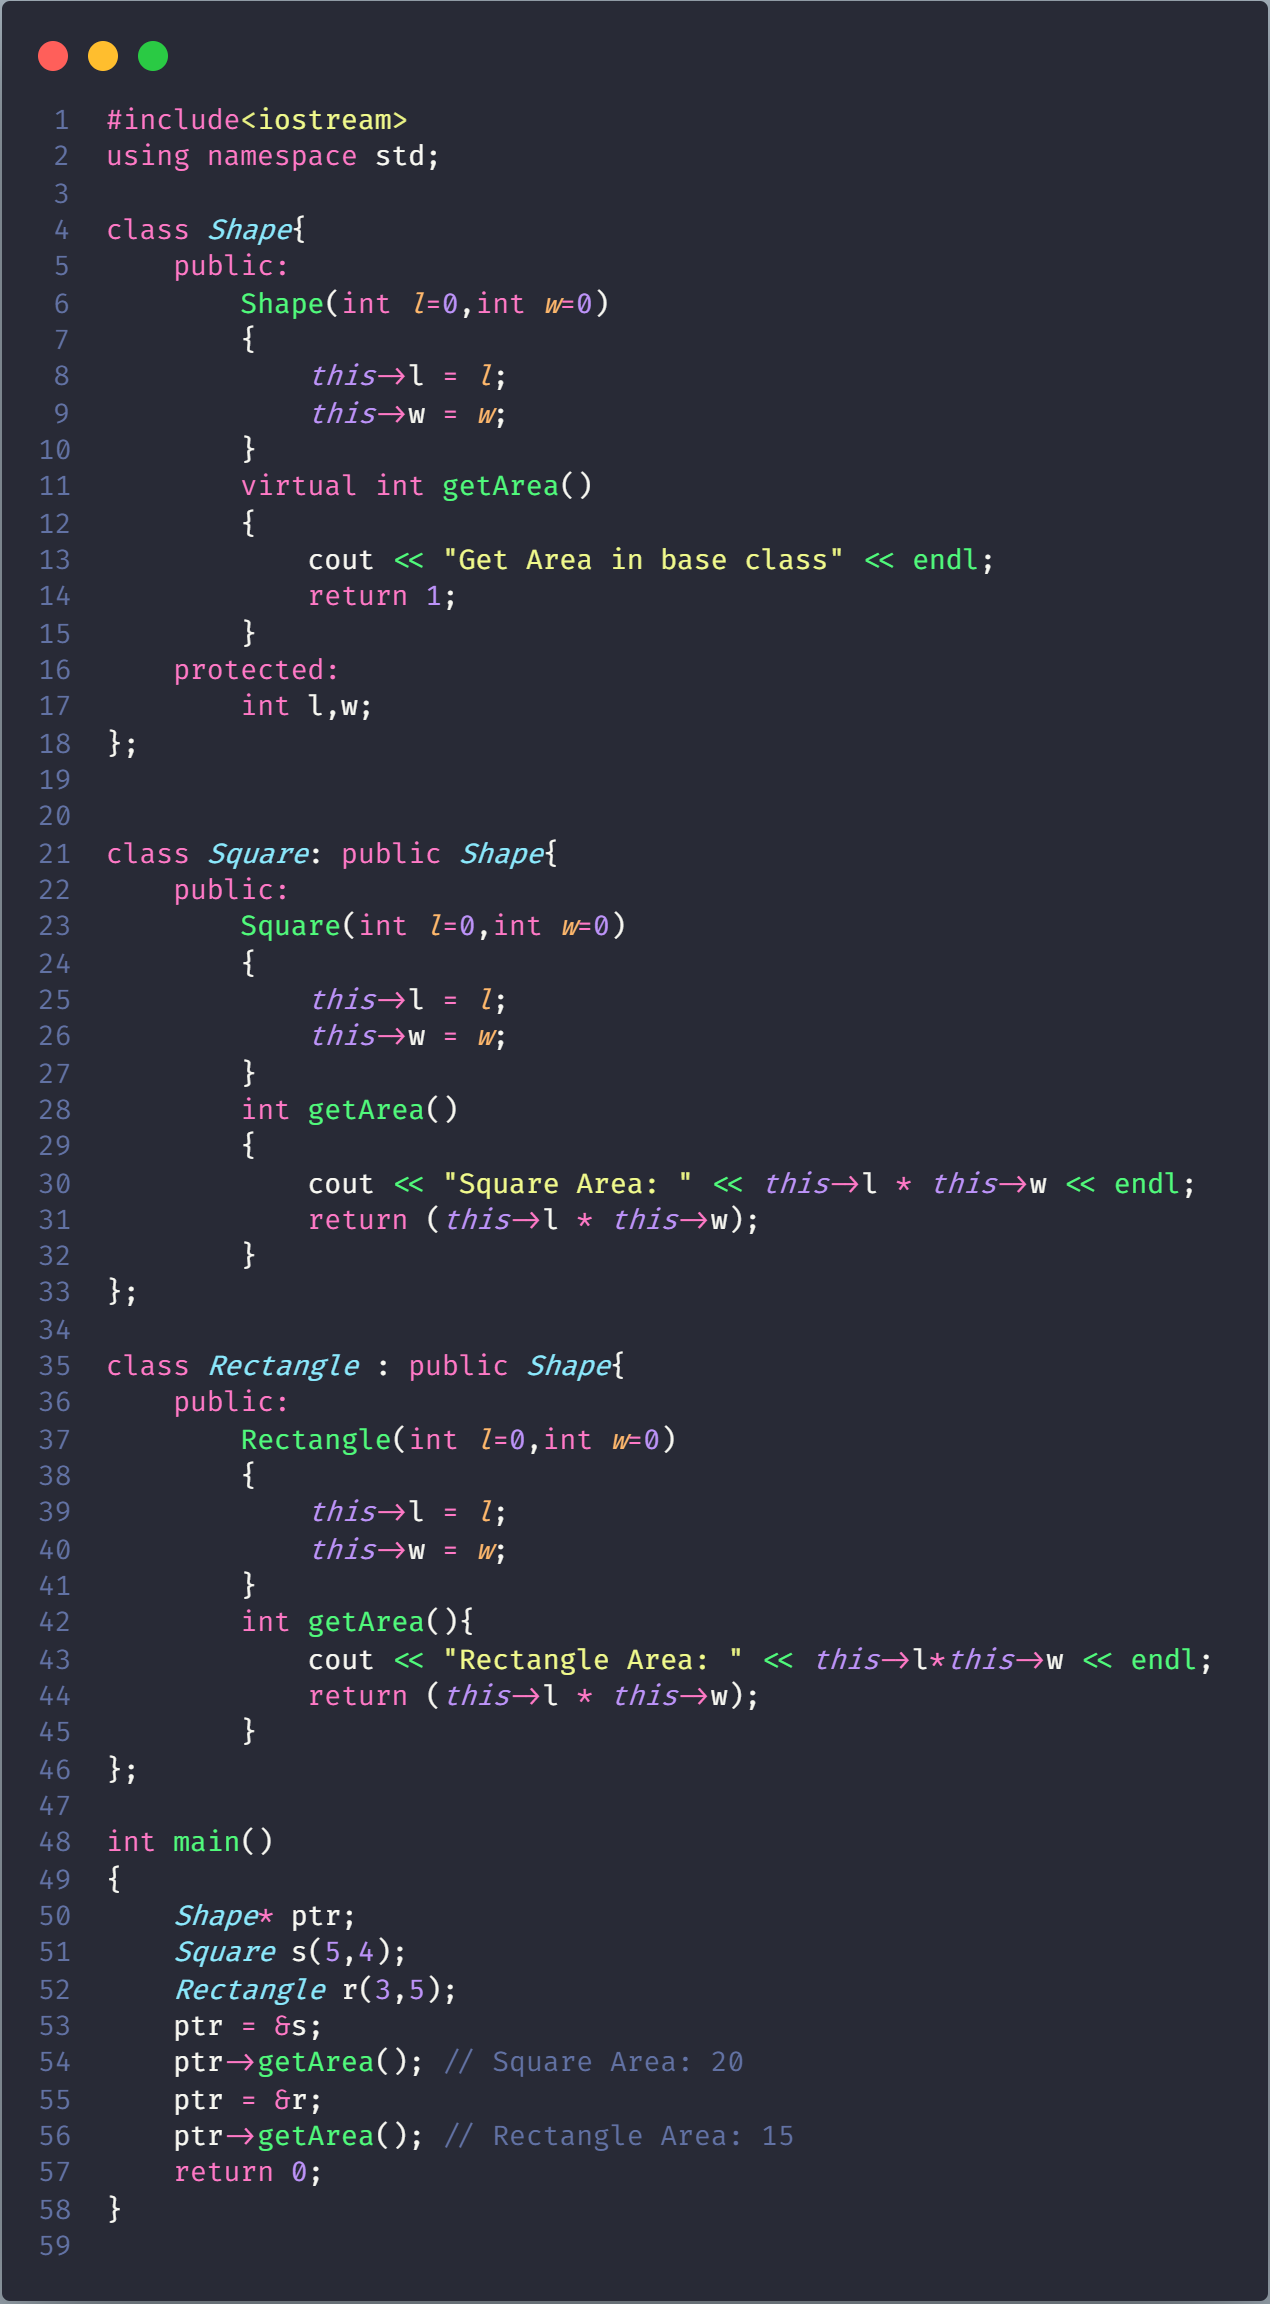 1 #include<iostream>
2 using namespace std;
3
4 class Shape{
5     public:
6         Shape(int l=0,int w=0)
7         {
8             this->l = l;
9             this->w = w;
10         }
11         virtual int getArea()
12         {
13             cout << "Get Area in base class" << endl;
14             return 1;
15         }
16     protected:
17         int l,w;
18 };
19
20
21 class Square: public Shape{
22     public:
23         Square(int l=0,int w=0)
24         {
25             this->l = l;
26             this->w = w;
27         }
28         int getArea()
29         {
30             cout << "Square Area: " << this->l * this->w << endl;
31             return (this->l * this->w);
32         }
33 };
34
35 class Rectangle : public Shape{
36     public:
37         Rectangle(int l=0,int w=0)
38         {
39             this->l = l;
40             this->w = w;
41         }
42         int getArea(){
43             cout << "Rectangle Area: " << this->l*this->w << endl;
44             return (this->l * this->w);
45         }
46 };
47
48 int main()
49 {
50     Shape* ptr;
51     Square s(5,4);
52     Rectangle r(3,5);
53     ptr = &s;
54     ptr->getArea(); // Square Area: 20
55     ptr = &r;
56     ptr->getArea(); // Rectangle Area: 15
57     return 0;
58 }
59